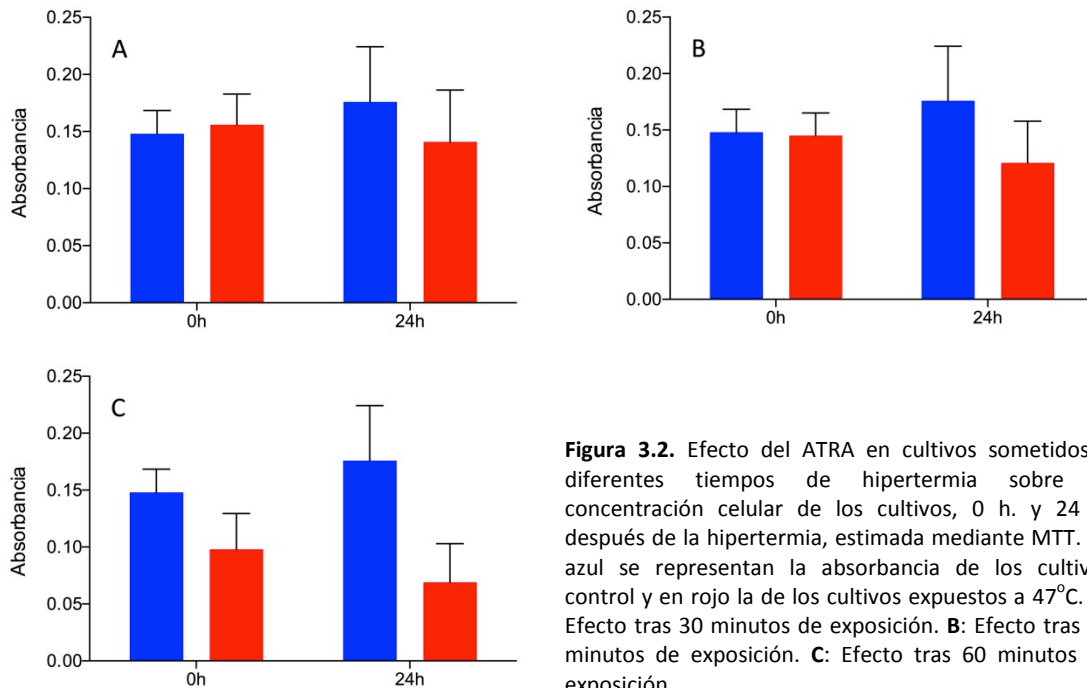 A
Absorbancia
0.25
0.20
0.15
0.10
0.05
0.00
0h 24h
B
Absorbancia
0.25
0.20
0.15
0.10
0.05
0.00
0h 24h
C
Absorbancia
0.25
0.20
0.15
0.10
0.05
0.00
0h 24h
Figura 3.2. Efecto del ATRA en cultivos sometidos
diferentes tiempos de hipertermia sobre
concentración celular de los cultivos, 0 h. y 24
después de la hipertermia, estimada mediante MTT.
azul se representan la absorbancia de los cultiv
control y en rojo la de los cultivos expuestos a 47°C.
Efecto tras 30 minutos de exposición. B: Efecto tras
minutos de exposición. C: Efecto tras 60 minutos
exposición